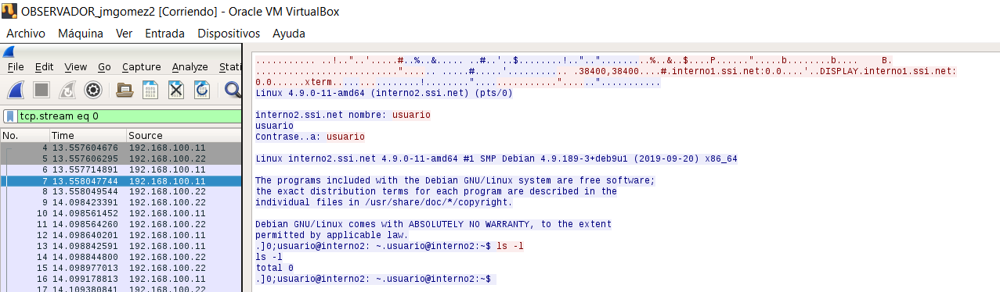 OBSERVADOR_jmgomez2 [Corriendo] - Oracle VM VirtualBox
Archivo Máquina Ver Entrada Dispositivos Ayuda
File Edit View Go Capture Analyze Stati
tcp.stream eq 0
No. Time Source
4 13.557604676 192.168.100.11
5 13.557606295 192.168.100.22
6 13.557714891 192.168.100.11
7 13.558047744 192.168.100.11
8 13.558049544 192.168.100.22
9 14.098423391 192.168.100.22
10 14.098561452 192.168.100.11
11 14.098564260 192.168.100.22
12 14.098640201 192.168.100.11
13 14.098842591 192.168.100.11
14 14.098844800 192.168.100.22
15 14.098977013 192.168.100.22
16 14.099178813 192.168.100.11
17 14.109380841 192.168.100.22
........... ..!.."..'.....#..%..&..... ..#..'..$........!.."..".........%..&..$....P......".....b........b.... B.
..........................."...... .....#.....'........... .38400,38400....#.interno1.ssi.net:0.0....'..DISPLAY.interno1.ssi.net:
0.0......xterm................!........"...............".......".............
Linux 4.9.0-11-amd64 (interno2.ssi.net) (pts/0)
interno2.ssi.net nombre: usuario
usuario
Contrase..a: usuario
Linux interno2.ssi.net 4.9.0-11-amd64 #1 SMP Debian 4.9.189-3+deb9u1 (2019-09-20) x86_64
The programs included with the Debian GNU/Linux system are free software;
the exact distribution terms for each program are described in the
individual files in /usr/share/doc/*/copyright.
Debian GNU/Linux comes with ABSOLUTELY NO WARRANTY, to the extent
permitted by applicable law.
.]0;usuario@interno2: ~.usuario@interno2:~$ ls -l
ls -l
total 0
.]0;usuario@interno2: ~.usuario@interno2:~$